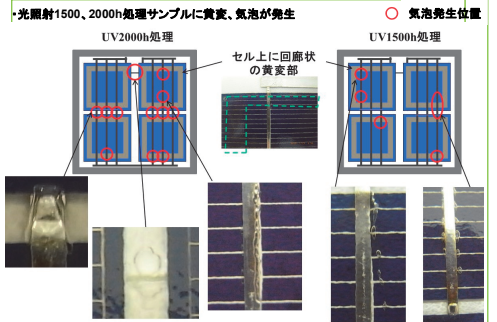 ・光照射1500、2000h処理サンプルに黄変、気泡が発生
気泡発生位置
UV2000h処理
UV1500h処理
セル上に回廊状
の黄変部